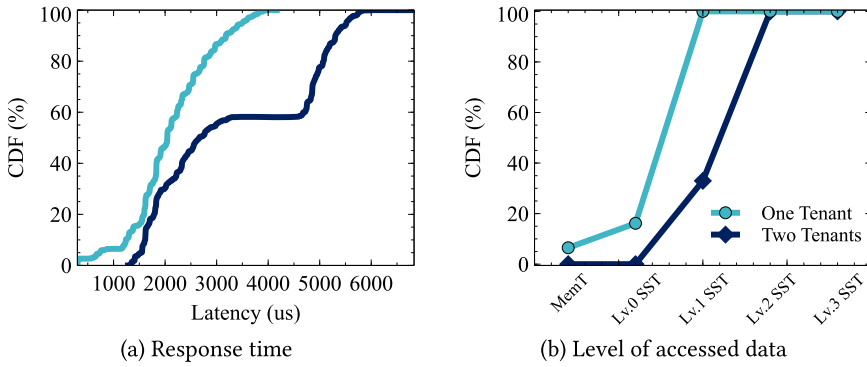 100
80
60
40
20
0
CDF (%)
1000 2000 3000 4000 5000 6000
Latency (us)
(a) Response time
100
80
60
40
20
0
CDF (%)
One Tenant
Two Tenants
MemT
Lv.0 SST
Lv.1 SST
Lv.2 SST
Lv.3 SST
(b) Level of accessed data